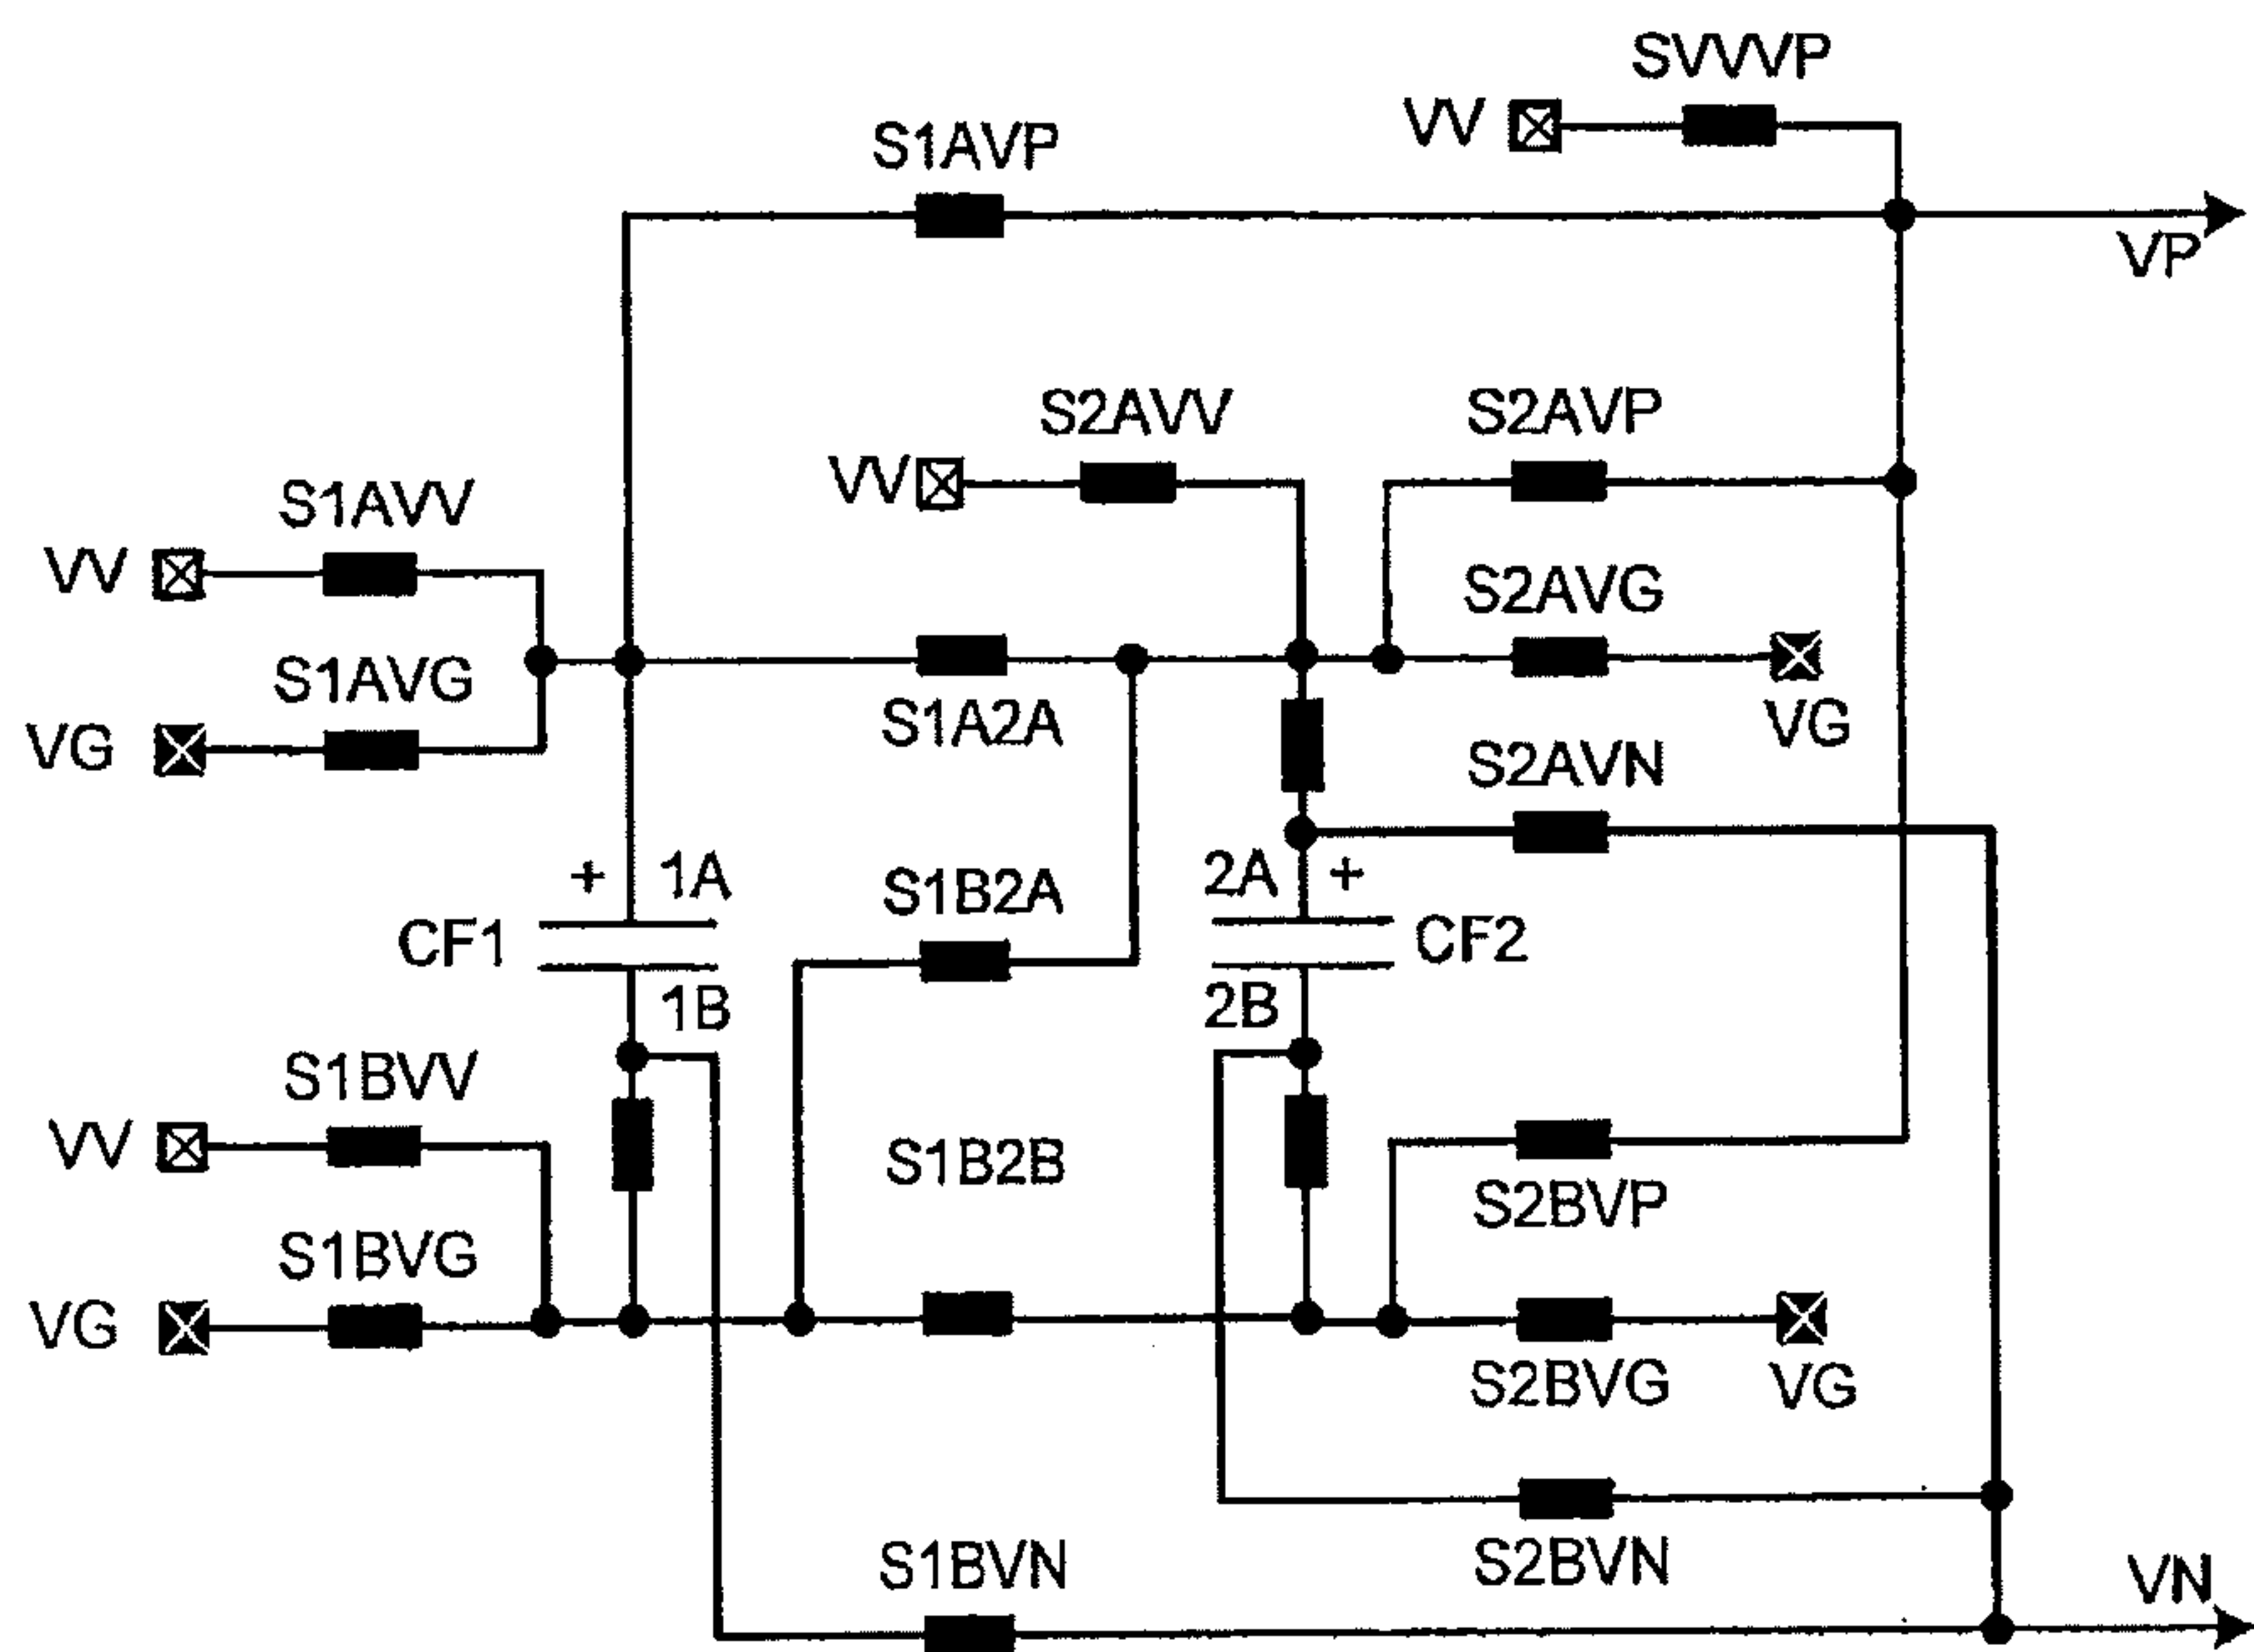 SVVVP
VV
S1AVP
VP
S2AVV
S2AVP
VV
S1AVV
VV
S2AVG
S1AVG
VG
S1A2A
VG
S2AVN
+ 1A
S1B2A
2A +
CF1
CF2
1B
2B
S1BVV
VV
S1B2B
S2BVP
S1BVG
VG
S2BVG
VG
S1BVN
S2BVN
VN